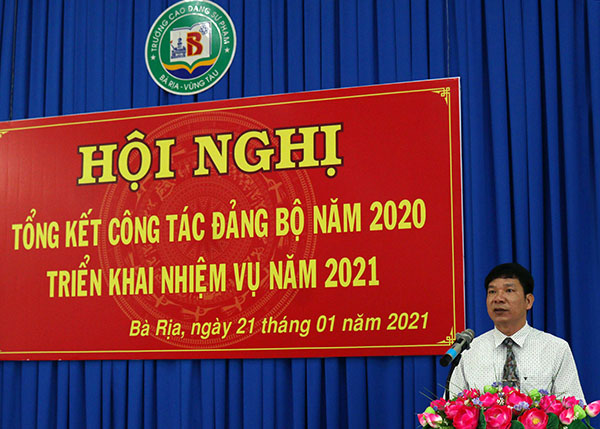 TRƯỜNG CAO ĐẲNG SƯ PHẠM
BÀ RỊA - VŨNG TÀU
HỘI NGHỊ
TỔNG KẾT CÔNG TÁC ĐẢNG BỘ NĂM 2020
TRIỂN KHAI NHIỆM VỤ NĂM 2021
Bà Rịa, ngày 21 tháng 01 năm 2021